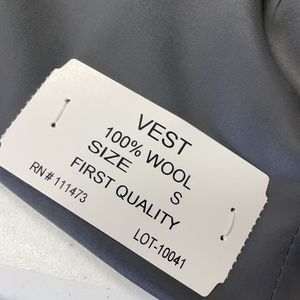 VEST
100% WOOL
SIZE S
FIRST QUALITY
RN# 111473
LOT-10041